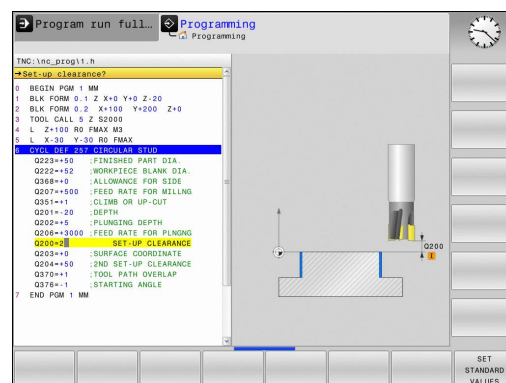 Program run full...
Programming
Programming
TNC:\nc_prog\1.h
→Set-up clearance?
0 BEGIN PGM 1 MM
1 BLK FORM 0.1 Z X+0 Y+0 Z-20
2 BLK FORM 0.2 X+100 Y+200 Z+0
3 TOOL CALL 5 Z S2000
4 L Z+100 R0 FMAX M3
5 L X-30 Y-30 R0 FMAX
6 CYCL DEF 257 CIRCULAR STUD
Q223=+50 ;FINISHED PART DIA.
Q222=+52 ;WORKPIECE BLANK DIA.
Q368=+0 ;ALLOWANCE FOR SIDE
Q207=+500 ;FEED RATE FOR MILLNG
Q351=+1 ;CLIMB OR UP-CUT
Q201=-20 ;DEPTH
Q202=+5 ;PLUNGING DEPTH
Q206=+3000 ;FEED RATE FOR PLNGNG
Q200=2 SET-UP CLEARANCE
Q203=+0 ;SURFACE COORDINATE
Q204=+50 ;2ND SET-UP CLEARANCE
Q370=+1 ;TOOL PATH OVERLAP
Q376=-1 ;STARTING ANGLE
7 END PGM 1 MM
Q200
I
SET
STANDARD
VALUES